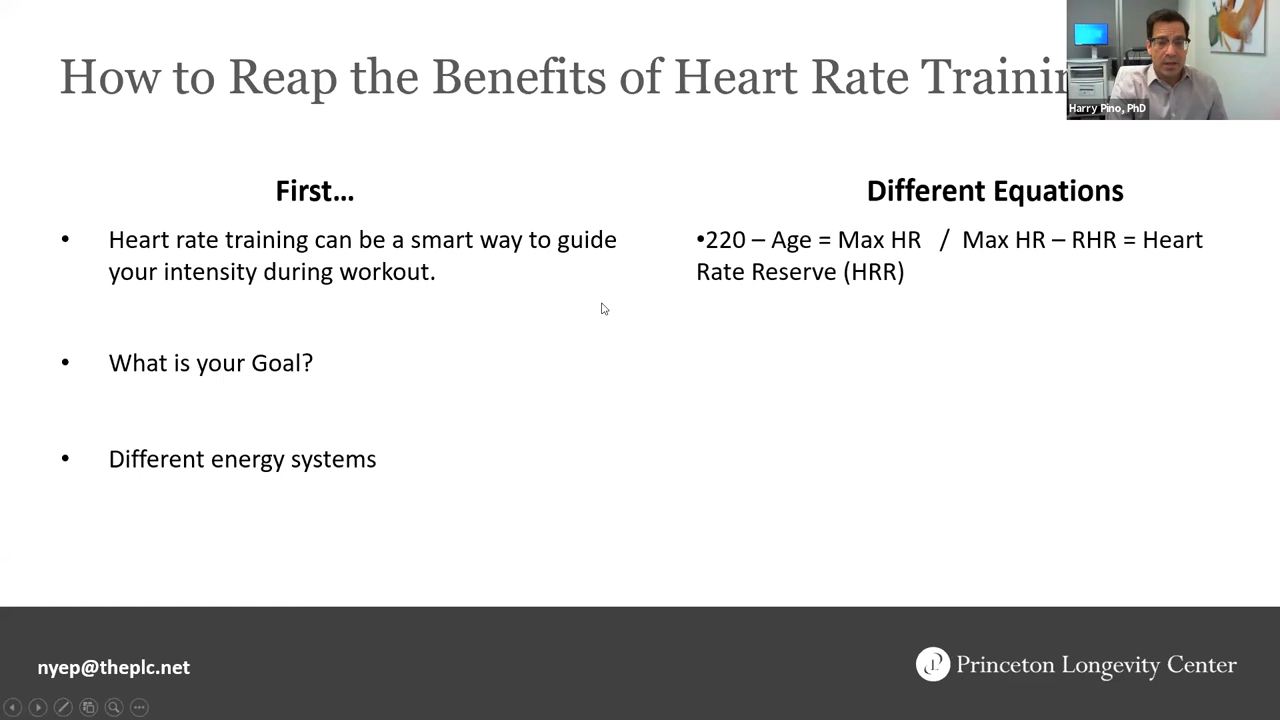 How to Reap the Benefits of Heart Rate Trainin
Harry Pino, PhD
First...
• Heart rate training can be a smart way to guide
your intensity during workout.
• What is your Goal?
• Different energy systems
Different Equations
•220 – Age = Max HR / Max HR – RHR = Heart
Rate Reserve (HRR)
nyep@theplc.net
Princeton Longevity Center